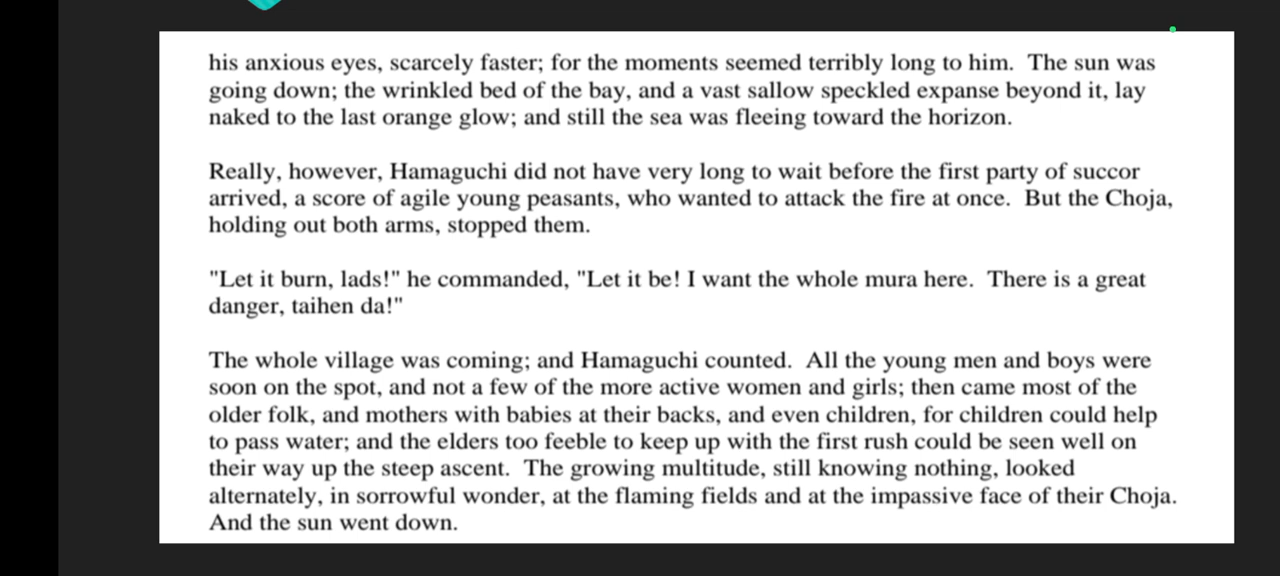 his anxious eyes, scarcely faster; for the moments seemed terribly long to him.  The sun was
going down; the wrinkled bed of the bay, and a vast sallow speckled expanse beyond it, lay
naked to the last orange glow; and still the sea was fleeing toward the horizon.
Really, however, Hamaguchi did not have very long to wait before the first party of succor
arrived, a score of agile young peasants, who wanted to attack the fire at once.  But the Choja,
holding out both arms, stopped them.
"Let it burn, lads!" he commanded, "Let it be! I want the whole mura here.  There is a great
danger, taihen da!"
The whole village was coming; and Hamaguchi counted.  All the young men and boys were
soon on the spot, and not a few of the more active women and girls; then came most of the
older folk, and mothers with babies at their backs, and even children, for children could help
to pass water; and the elders too feeble to keep up with the first rush could be seen well on
their way up the steep ascent.  The growing multitude, still knowing nothing, looked
alternately, in sorrowful wonder, at the flaming fields and at the impassive face of their Choja.
And the sun went down.